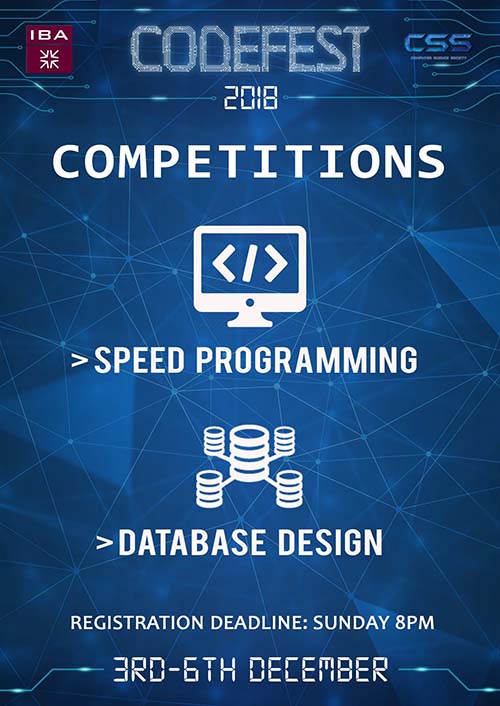 IBA
CODEFEST
CSS
COMPUTER SCIENCE SOCIETY
2018
COMPETITIONS
</>
> SPEED PROGRAMMING
> DATABASE DESIGN
REGISTRATION DEADLINE: SUNDAY 8PM
3RD-6TH DECEMBER